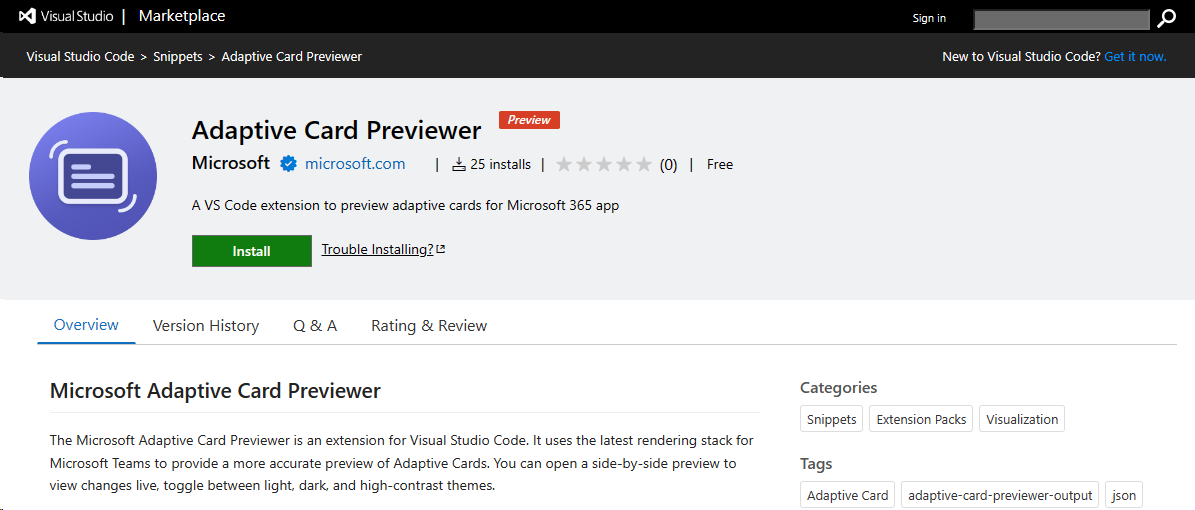 Visual Studio | Marketplace
Sign in
Visual Studio Code > Snippets > Adaptive Card Previewer
New to Visual Studio Code? Get it now.
Adaptive Card Previewer Preview
Microsoft microsoft.com | 25 installs | (0) | Free
A VS Code extension to preview adaptive cards for Microsoft 365 app
Install Trouble Installing?
Overview Version History Q & A Rating & Review
Microsoft Adaptive Card Previewer
The Microsoft Adaptive Card Previewer is an extension for Visual Studio Code. It uses the latest rendering stack for
Microsoft Teams to provide a more accurate preview of Adaptive Cards. You can open a side-by-side preview to
view changes live, toggle between light, dark, and high-contrast themes.
Categories
Snippets Extension Packs Visualization
Tags
Adaptive Card adaptive-card-previewer-output json